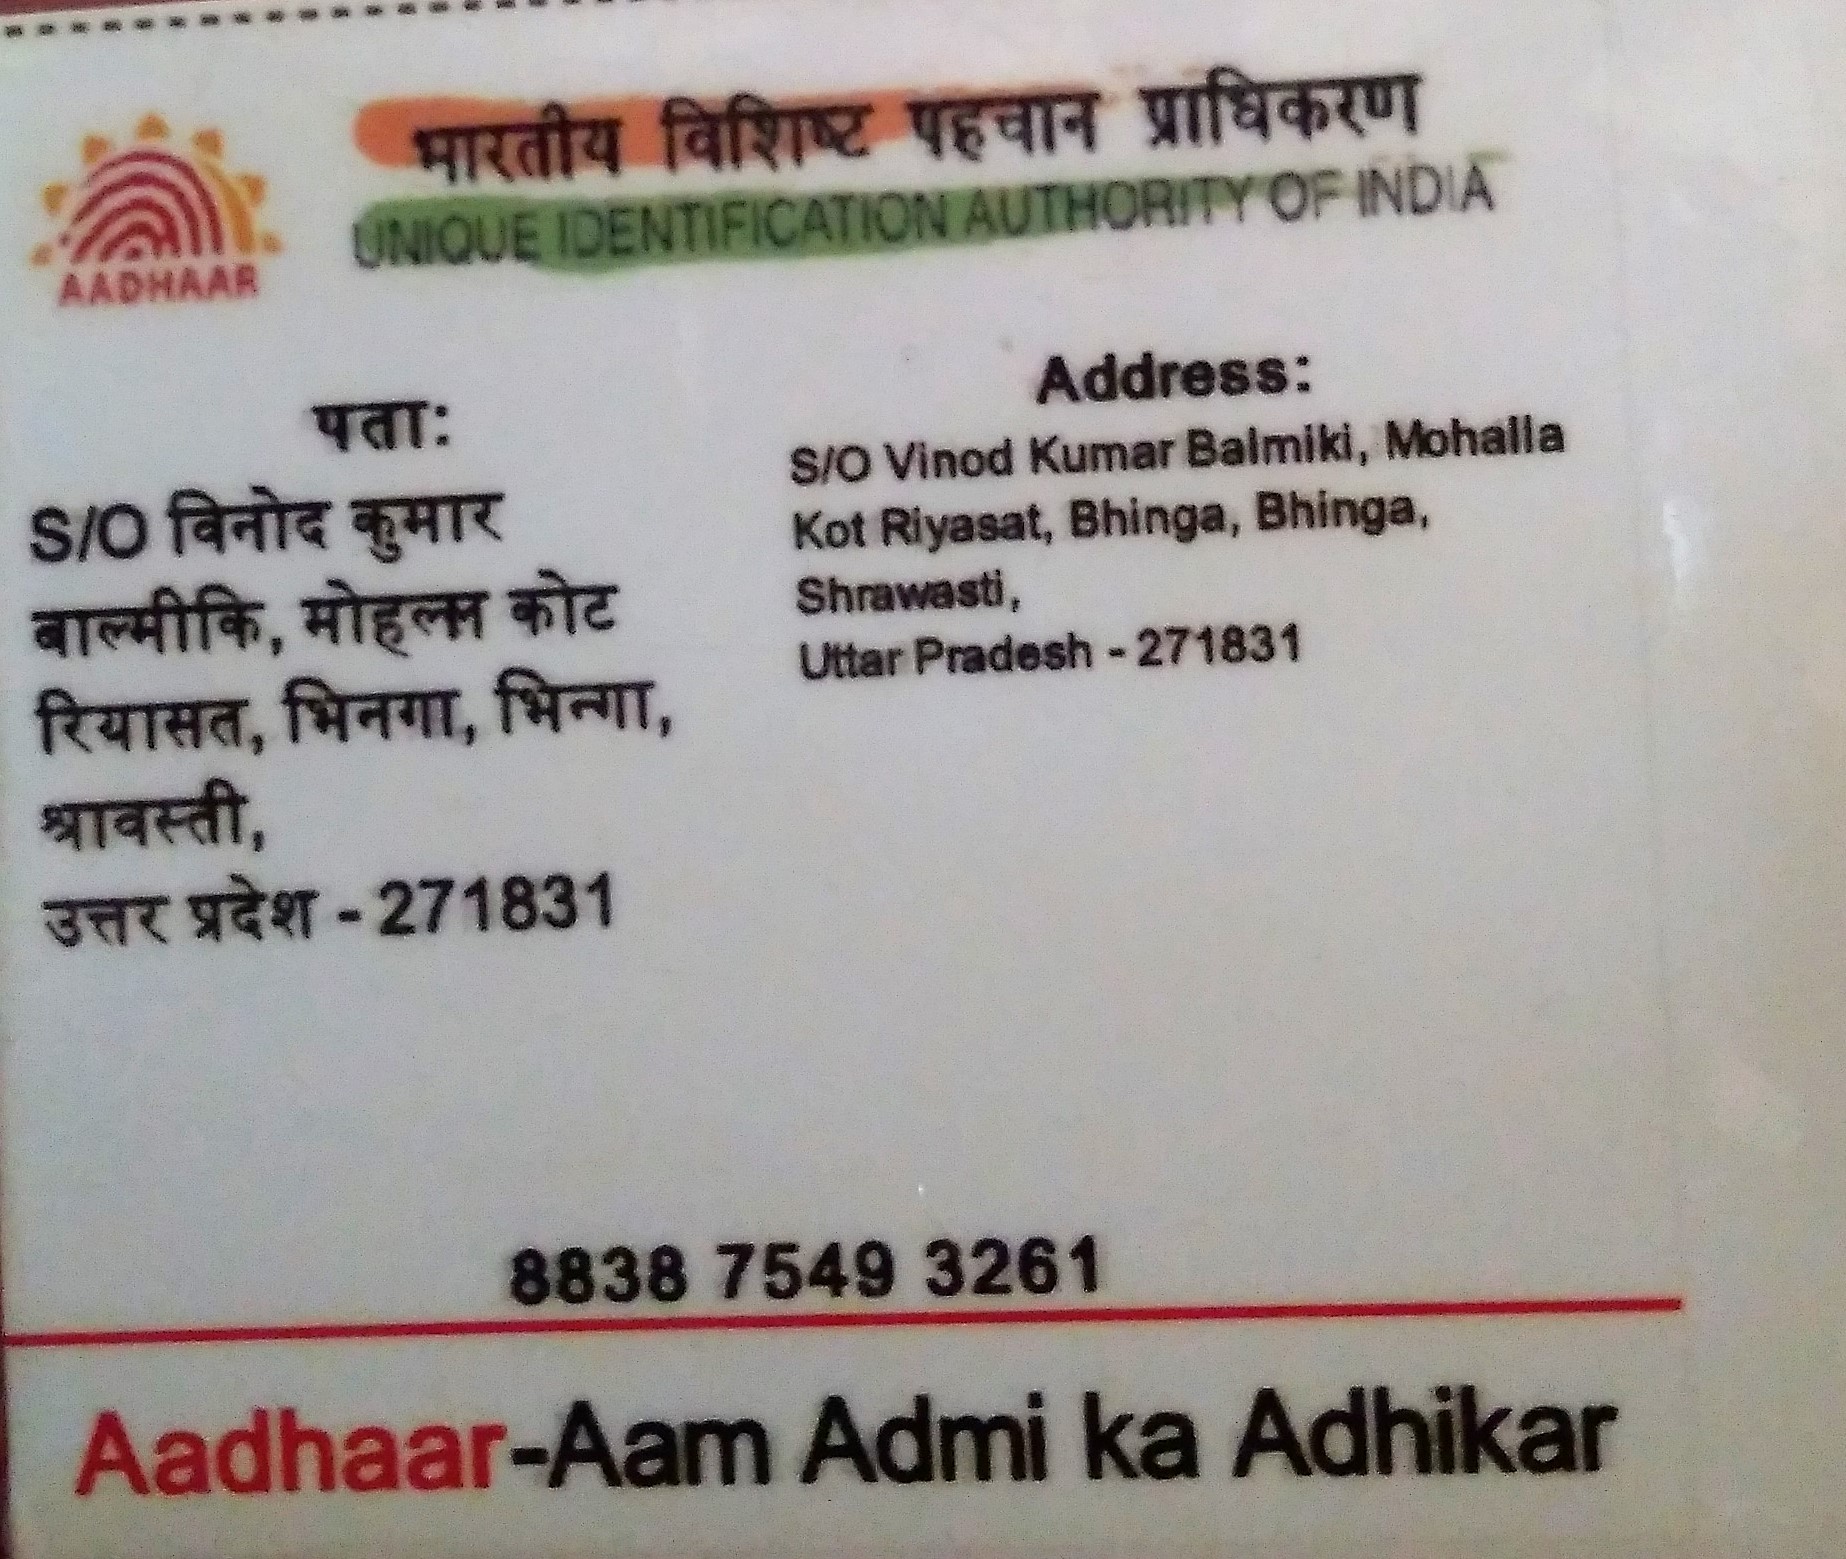 भारतीय विशिष्ट पहचान प्राधिकरण
UNIQUE IDENTIFICATION AUTHORITY OF INDIA
AADHAAR
पता:
S/O विनोद कुमार
बाल्मीकि, मोहल्ला कोट
रियासत, भिनगा, भिन्गा,
श्रावस्ती,
उत्तर प्रदेश - 271831
Address:
S/O Vinod Kumar Balmiki, Mohalla
Kot Riyasat, Bhinga, Bhinga,
Shrawasti,
Uttar Pradesh - 271831
8838 7549 3261
Aadhaar-Aam Admi ka Adhikar